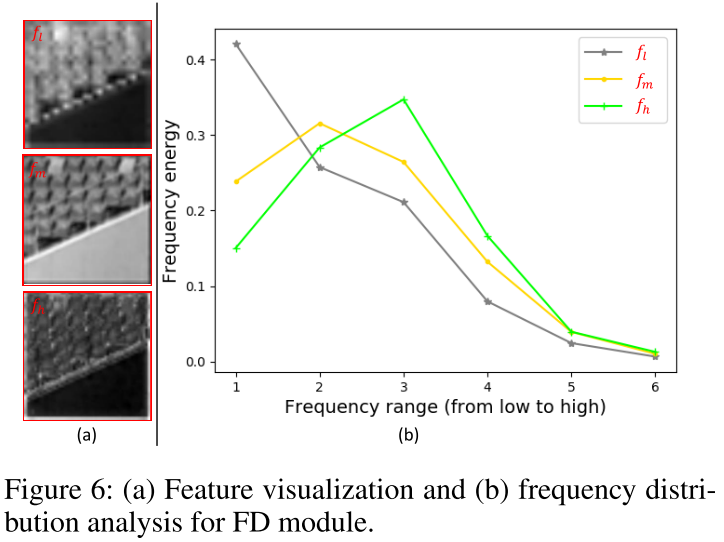 f_l
f_m
f_h
(a)
Frequency energy
0.4
0.3
0.2
0.1
0.0
1 2 3 4 5 6
Frequency range (from low to high)
f_l
f_m
f_h
(b)
Figure 6: (a) Feature visualization and (b) frequency distri-
bution analysis for FD module.